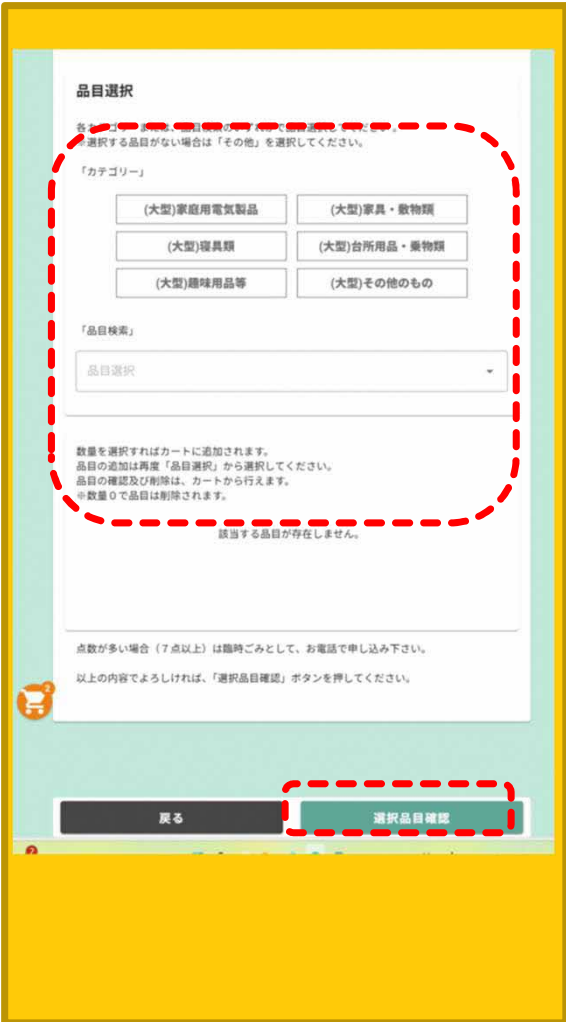 品目選択
※選択する品目がない場合は「その他」を選択してください。
「カテゴリー」
(大型)家庭用電気製品
(大型)家具・敷物類
(大型)寝具類
(大型)台所用品・乗物類
(大型)趣味用品等
(大型)その他のもの
「品目検索」
品目選択
数量を選択すればカートに追加されます。
品目の追加は再度「品目選択」から選択してください。
品目の確認及び削除は、カートから行えます。
※数量0で品目は削除されます。
該当する品目が存在しません。
点数が多い場合（7点以上）は臨時ごみとして、お電話で申し込み下さい。
以上の内容でよろしければ、「選択品目確認」ボタンを押してください。
2
戻る
選択品目確認
2